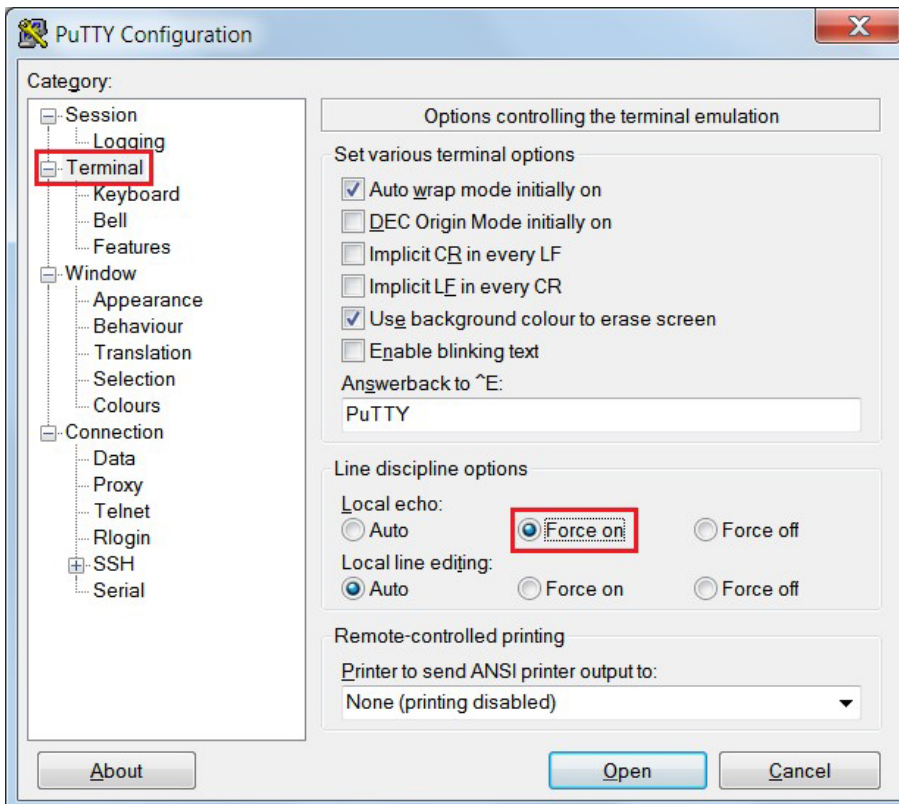 PuTTY Configuration
Category:
Session
Logging
Terminal
Keyboard
Bell
Features
Window
Appearance
Behaviour
Translation
Selection
Colours
Connection
Data
Proxy
Telnet
Rlogin
SSH
Serial
Options controlling the terminal emulation
Set various terminal options
Auto wrap mode initially on
DEC Origin Mode initially on
Implicit CR in every LF
Implicit LF in every CR
Use background colour to erase screen
Enable blinking text
Answerback to ^E:
PuTTY
Line discipline options
Local echo:
Auto Force on Force off
Local line editing:
Auto Force on Force off
Remote-controlled printing
Printer to send ANSI printer output to:
None (printing disabled)
About Open Cancel